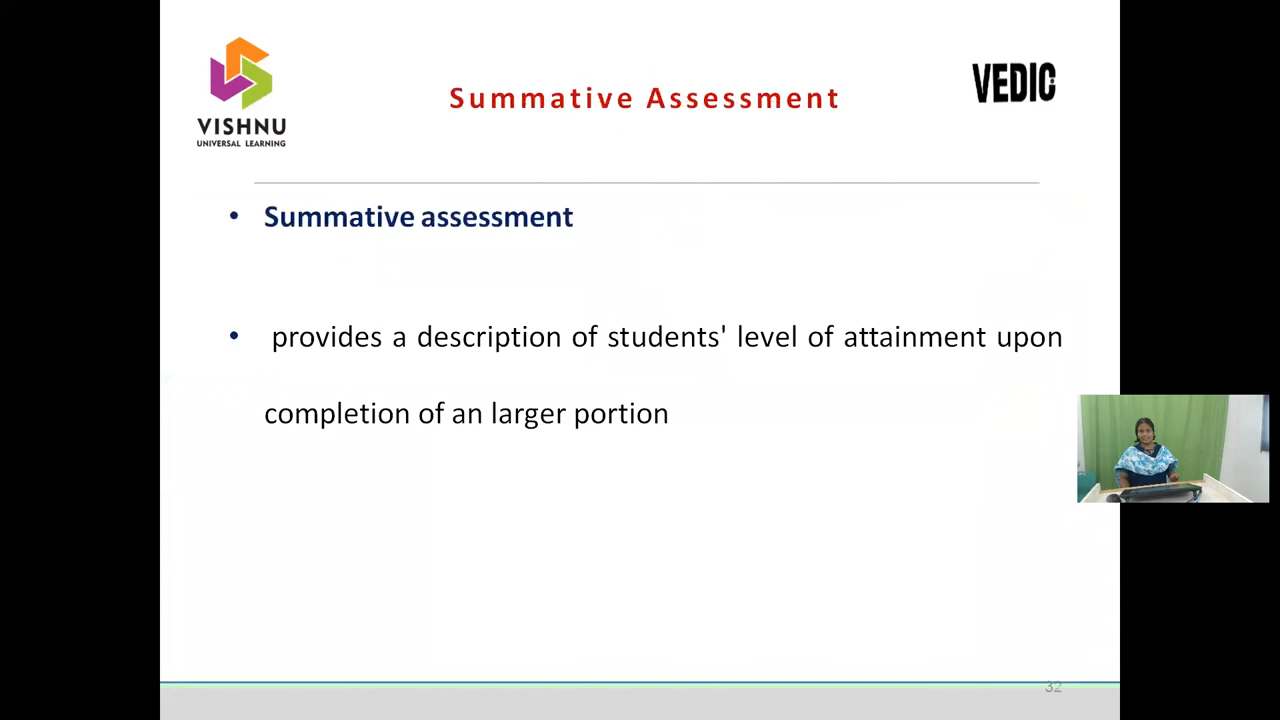 VISHNU
UNIVERSAL LEARNING
Summative Assessment
VEDIC
• Summative assessment
• provides a description of students' level of attainment upon
completion of an larger portion
32